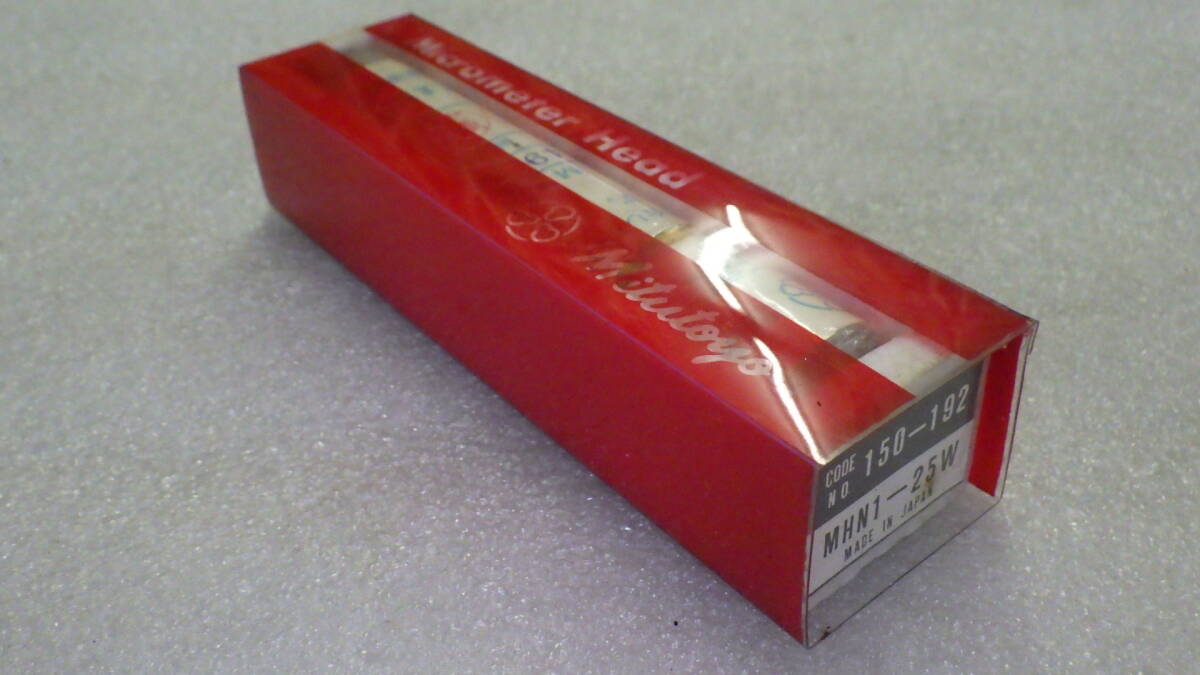 Micrometer Head
Mitutoyo
CODE NO. 150-192
MHN1-25W
MADE IN JAPAN